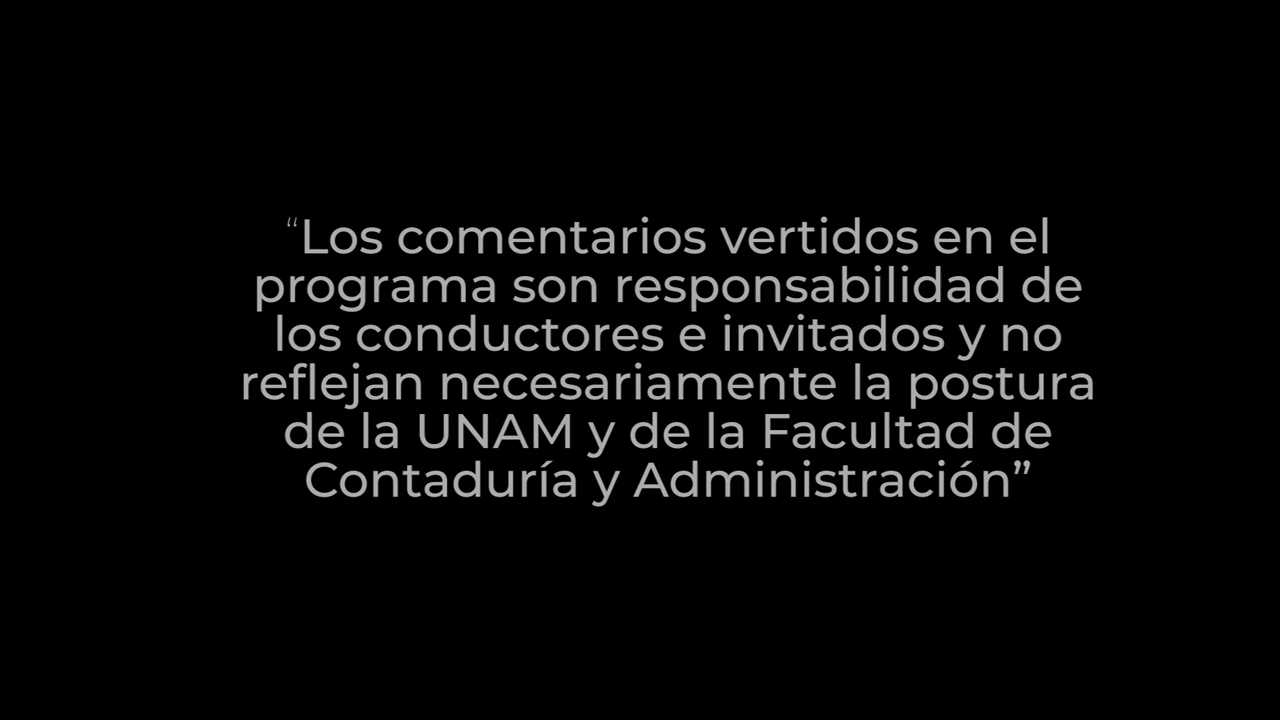 “Los comentarios vertidos en el
programa son responsabilidad de
los conductores e invitados y no
reflejan necesariamente la postura
de la UNAM y de la Facultad de
Contaduría y Administración”